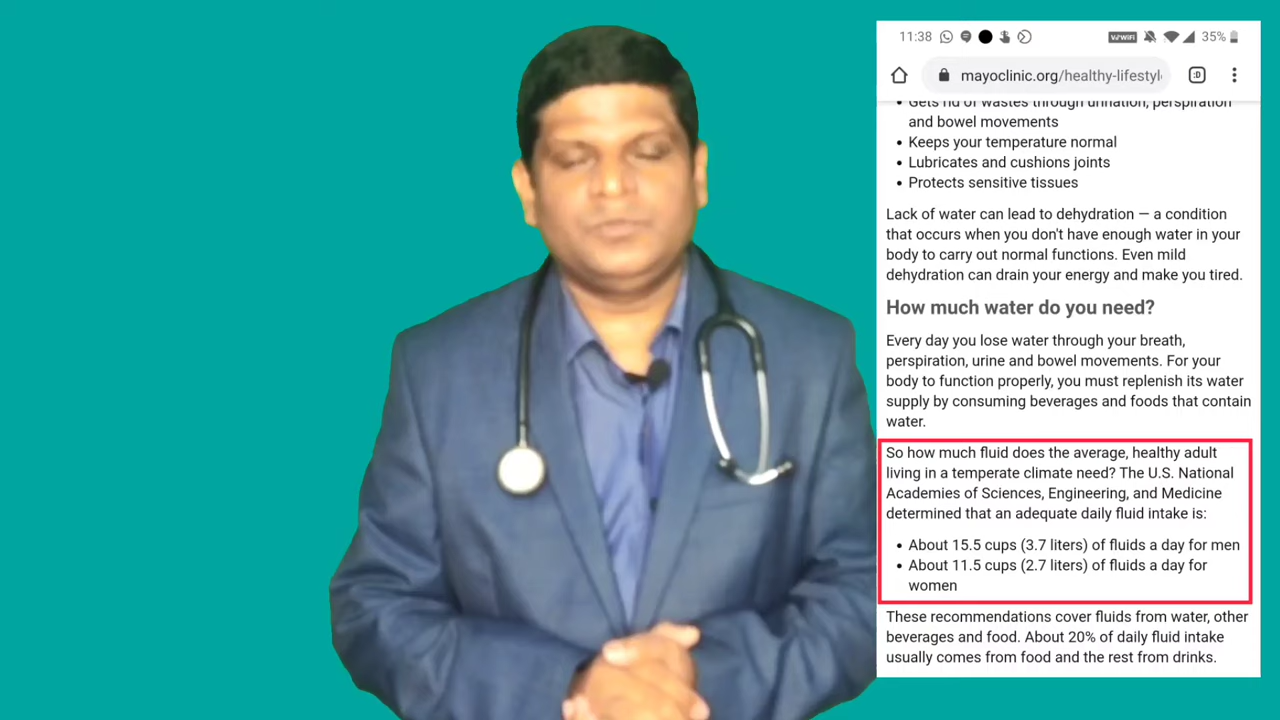 11:38
VoWiFi
35%
mayoclinic.org/healthy-lifestyl
:D
Gets rid of wastes through urination, perspiration
and bowel movements
• Keeps your temperature normal
• Lubricates and cushions joints
• Protects sensitive tissues
Lack of water can lead to dehydration — a condition
that occurs when you don't have enough water in your
body to carry out normal functions. Even mild
dehydration can drain your energy and make you tired.
How much water do you need?
Every day you lose water through your breath,
perspiration, urine and bowel movements. For your
body to function properly, you must replenish its water
supply by consuming beverages and foods that contain
water.
So how much fluid does the average, healthy adult
living in a temperate climate need? The U.S. National
Academies of Sciences, Engineering, and Medicine
determined that an adequate daily fluid intake is:
• About 15.5 cups (3.7 liters) of fluids a day for men
• About 11.5 cups (2.7 liters) of fluids a day for
women
These recommendations cover fluids from water, other
beverages and food. About 20% of daily fluid intake
usually comes from food and the rest from drinks.